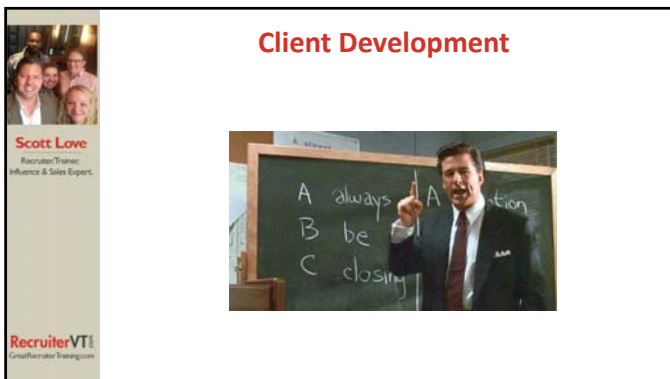 Client Development
Scott Love
Recruiter, Trainer,
Influence & Sales Expert.
A always
B be
C closing
A
RecruiterVT
GreatRecruiterTraining.com